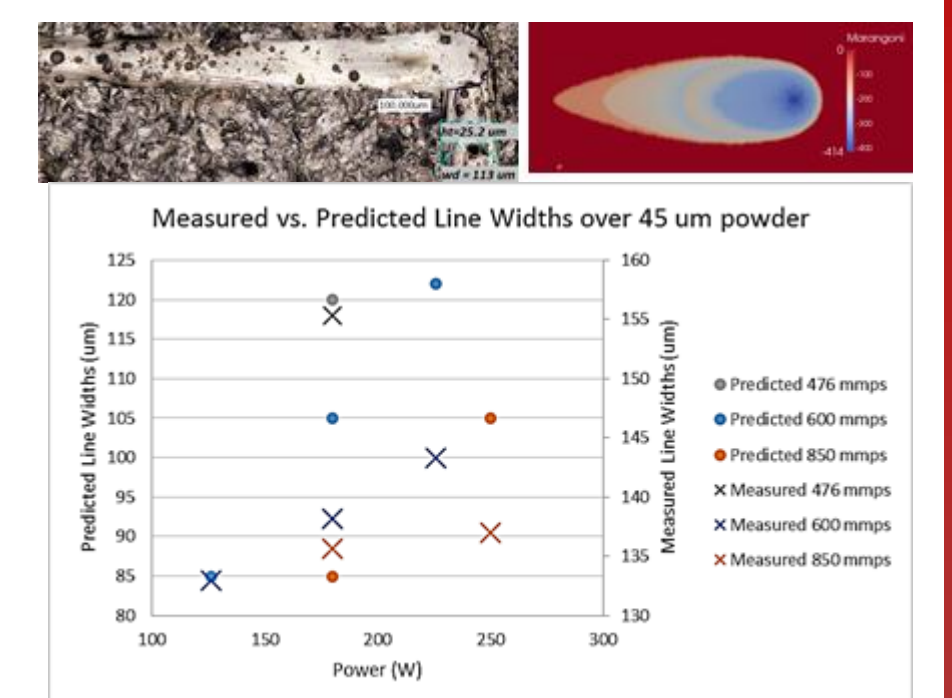 100.000um
ht=25.2 um
wd = 113 um
Marangoni
0
-100
-200
-300
-400
-414
Measured vs. Predicted Line Widths over 45 um powder
Predicted Line Widths (um)
125
120
115
110
105
100
95
90
85
80
160
155
150
145
140
135
130
Measured Line Widths (um)
100
150
200
250
300
Power (W)
Predicted 476 mmps
Predicted 600 mmps
Predicted 850 mmps
Measured 476 mmps
Measured 600 mmps
Measured 850 mmps